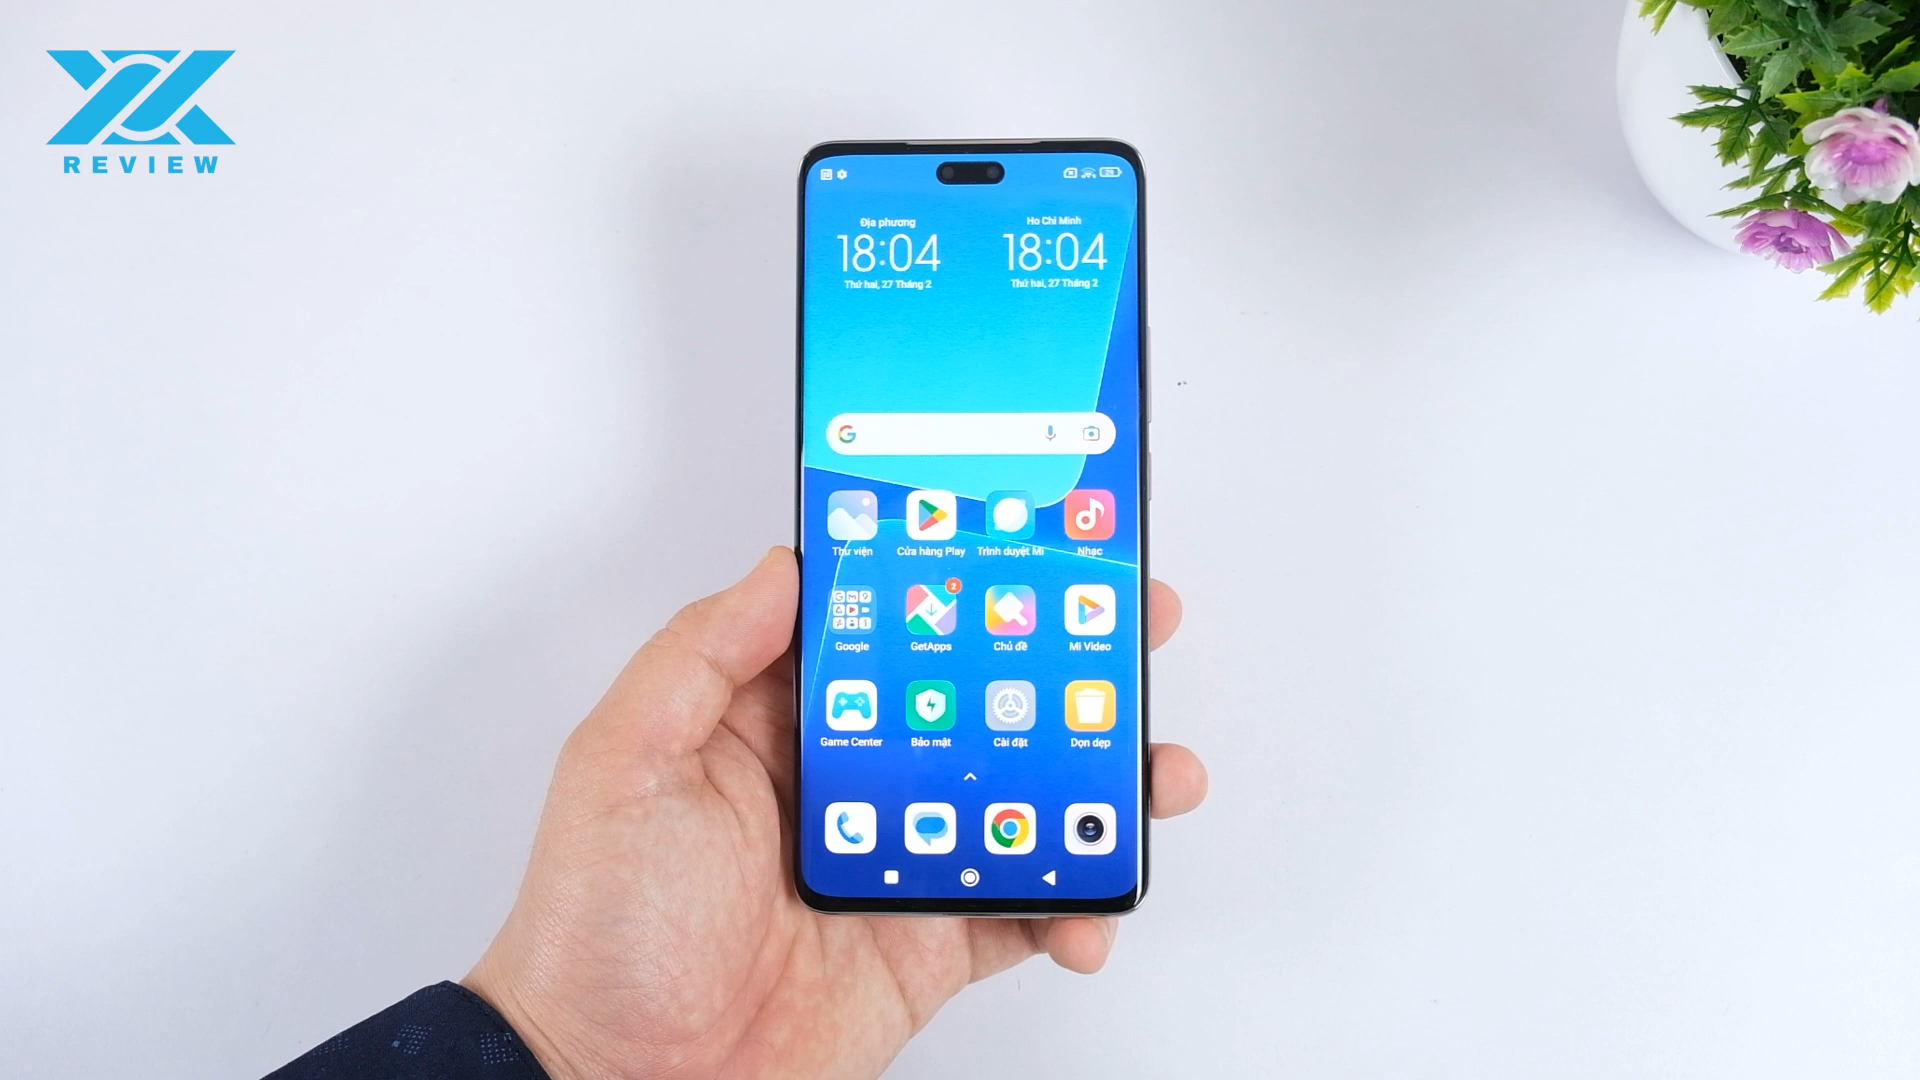 REVIEW
Địa phương
18:04
Thứ hai, 27 Tháng 2
Ho Chi Minh
18:04
Thứ hai, 27 Tháng 2
Thư viện
Cửa hàng Play
Trình duyệt Mi
Nhạc
Google
GetApps
2
Chủ đề
Mi Video
Game Center
Bảo mật
Cài đặt
Dọn dẹp